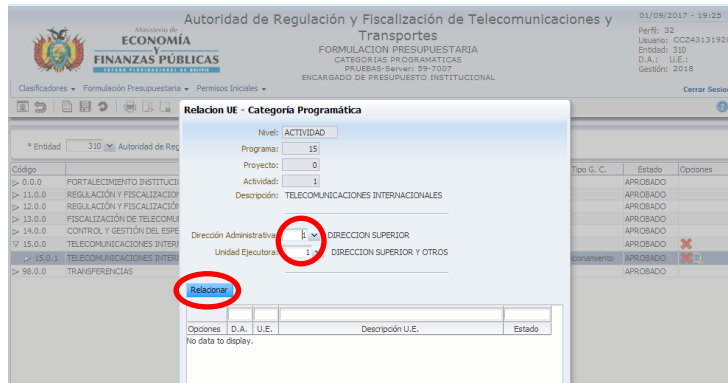 Autoridad de Regulación y Fiscalización de Telecomunicaciones y Transportes
FORMULACION PRESUPUESTARIA
CATEGORIAS PROGRAMATICAS
PRUEBAS-Server: 59-7007
ENCARGADO DE PRESUPUESTO INSTITUCIONAL
Ministerio de
ECONOMÍA
Y
FINANZAS PÚBLICAS
ESTADO PLURINACIONAL DE BOLIVIA
01/09/2017 - 19:25
Perfil: 32
Usuario: CCZ43131920
Entidad: 310
D.A.: U.E.:
Gestión: 2018
Clasificadores Formulación Presupuestaria Permisos Iniciales
Cerrar Sesion
* Entidad 310 Autoridad de Reg
Código Tipo G. C. Estado Opciones
0.0.0 FORTALECIMIENTO INSTITUCI APROBADO
11.0.0 REGULACIÓN Y FISCALIZACIÓN APROBADO
12.0.0 REGULACIÓN Y FISCALIZACIÓN APROBADO
13.0.0 FISCALIZACIÓN DE TELECOMU APROBADO
14.0.0 CONTROL Y GESTIÓN DEL ESPE APROBADO
15.0.0 TELECOMUNICACIONES INTER APROBADO
15.0.1 TELECOMUNICACIONES INTER cionamiento APROBADO
98.0.0 TRANSFERENCIAS APROBADO
Relacion UE - Categoría Programática
Nivel: ACTIVIDAD
Programa: 15
Proyecto: 0
Actividad: 1
Descripción: TELECOMUNICACIONES INTERNACIONALES
Dirección Administrativa: 1 DIRECCION SUPERIOR
Unidad Ejecutora: 1 DIRECCION SUPERIOR Y OTROS
Relacionar
Opciones D.A. U.E. Descripción U.E. Estado
No data to display.